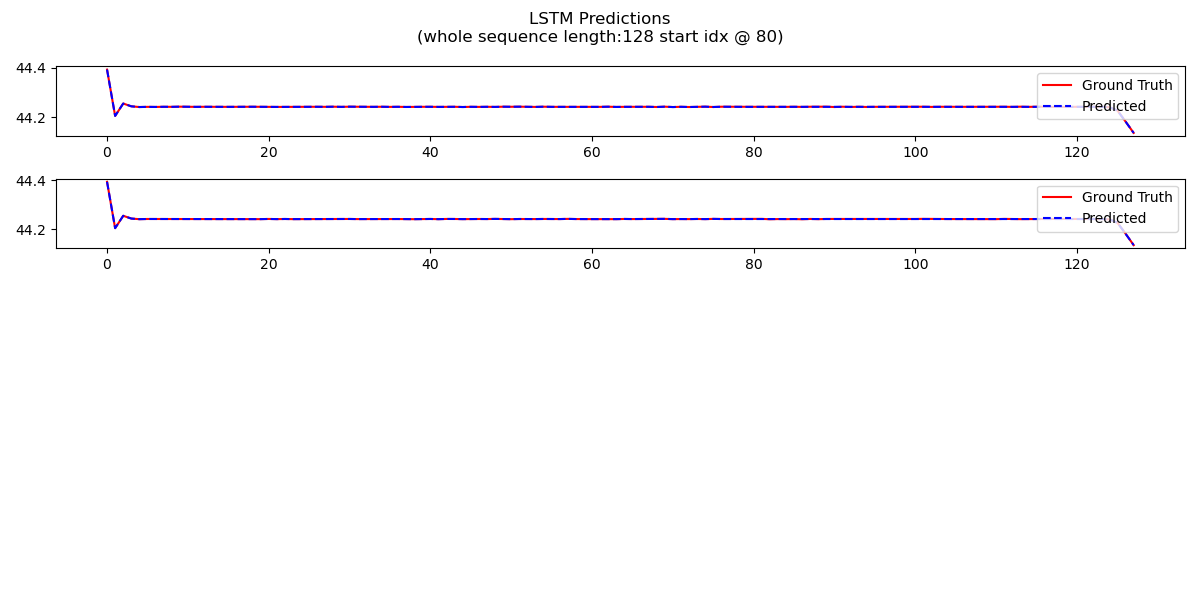 LSTM Predictions
(whole sequence length:128 start idx @ 80)
44.4
44.2
Ground Truth
Predicted
0 20 40 60 80 100 120
44.4
44.2
Ground Truth
Predicted
0 20 40 60 80 100 120